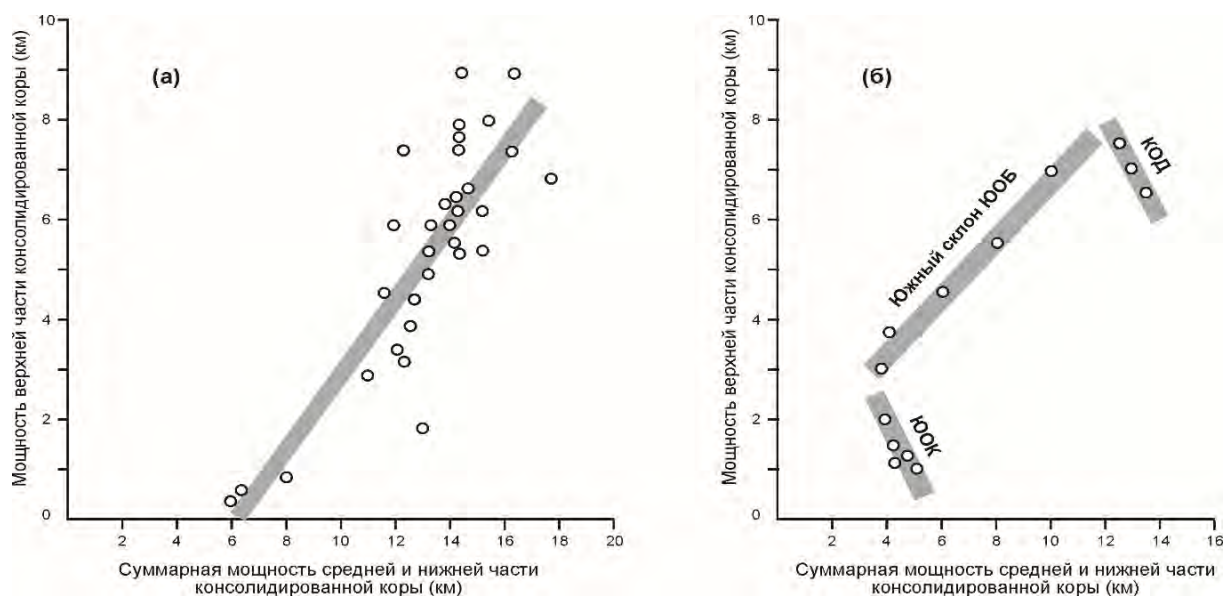 Мощность верхней части консолидированной коры (км)
10
8
6
4
2
0
(а)
2 4 6 8 10 12 14 16 18 20
Суммарная мощность средней и нижней части
консолидированной коры (км)
Мощность верхней части консолидированной коры (км)
10
8
6
4
2
0
(б)
Южный склон ЮОБ
КОД
ЮОК
2 4 6 8 10 12 14 16
Суммарная мощность средней и нижней части
консолидированной коры (км)